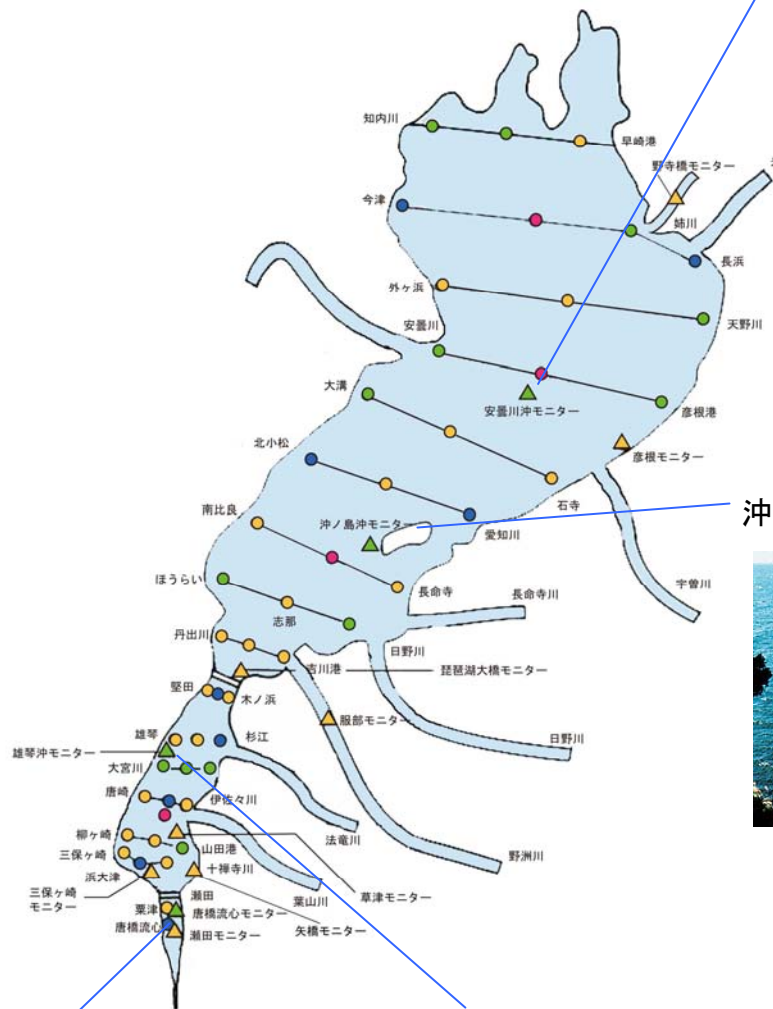 知内川
早崎港
野寺橋モニター
今津
姉川
長浜
外ヶ浜
天野川
安曇川
大溝
安曇川沖モニター
彦根港
北小松
彦根モニター
石寺
南比良
沖ノ島沖モニター
沖
愛知川
宇曽川
ほうらい
長命寺
長命寺川
志那
丹出川
日野川
吉川港
琵琶湖大橋モニター
堅田
木ノ浜
服部モニター
日野川
雄琴
杉江
雄琴沖モニター
大宮川
唐崎
伊佐々川
法竜川
柳ヶ崎
山田港
野洲川
三保ヶ崎
十禅寺川
浜大津
三保ヶ崎
モニター
瀬田
葉山川
草津モニター
粟津
唐橋流心モニター
矢橋モニター
唐橋流心
瀬田モニター